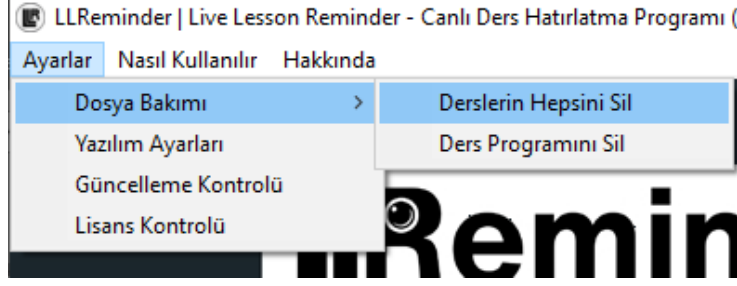 LLReminder | Live Lesson Reminder - Canlı Ders Hatırlatma Programı (
Ayarlar Nasıl Kullanılır Hakkında
Dosya Bakımı > Derslerin Hepsini Sil
Yazılım Ayarları Ders Programını Sil
Güncelleme Kontrolü
Lisans Kontrolü
Remin